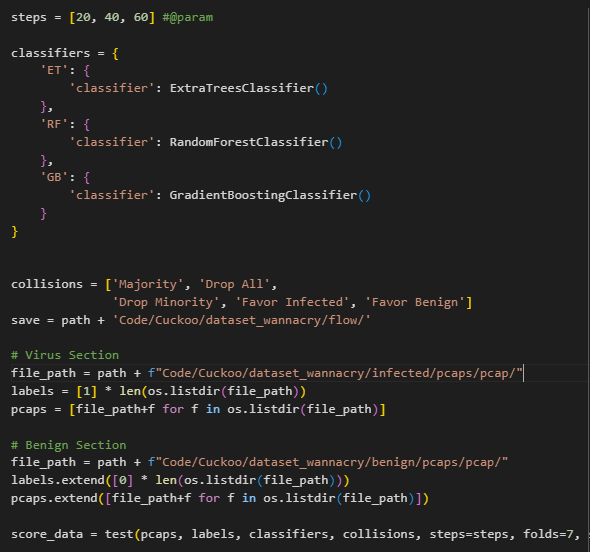 steps = [20, 40, 60] #@param
classifiers = {
    'ET': {
        'classifier': ExtraTreesClassifier()
    },
    'RF': {
        'classifier': RandomForestClassifier()
    },
    'GB': {
        'classifier': GradientBoostingClassifier()
    }
}
collisions = ['Majority', 'Drop All',
              'Drop Minority', 'Favor Infected', 'Favor Benign']
save = path + 'Code/Cuckoo/dataset_wannacry/flow/'
# Virus Section
file_path = path + f"Code/Cuckoo/dataset_wannacry/infected/pcaps/pcap/"
labels = [1] * len(os.listdir(file_path))
pcaps = [file_path+f for f in os.listdir(file_path)]
# Benign Section
file_path = path + f"Code/Cuckoo/dataset_wannacry/benign/pcaps/pcap/"
labels.extend([0] * len(os.listdir(file_path)))
pcaps.extend([file_path+f for f in os.listdir(file_path)])
score_data = test(pcaps, labels, classifiers, collisions, steps=steps, folds=7,